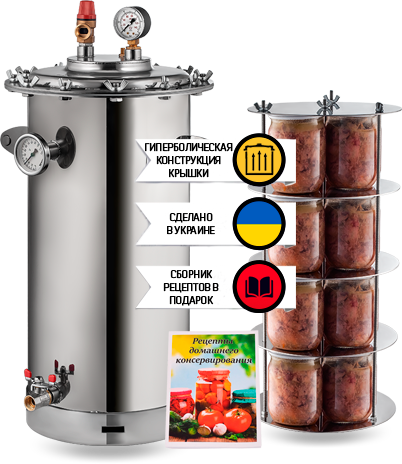 ГИПЕРБОЛИЧЕСКАЯ
КОНСТРУКЦИЯ
КРЫШКИ
СДЕЛАНО
В УКРАИНЕ
СБОРНИК
РЕЦЕПТОВ В
ПОДАРОК
Рецепты
домашнего
консервирования